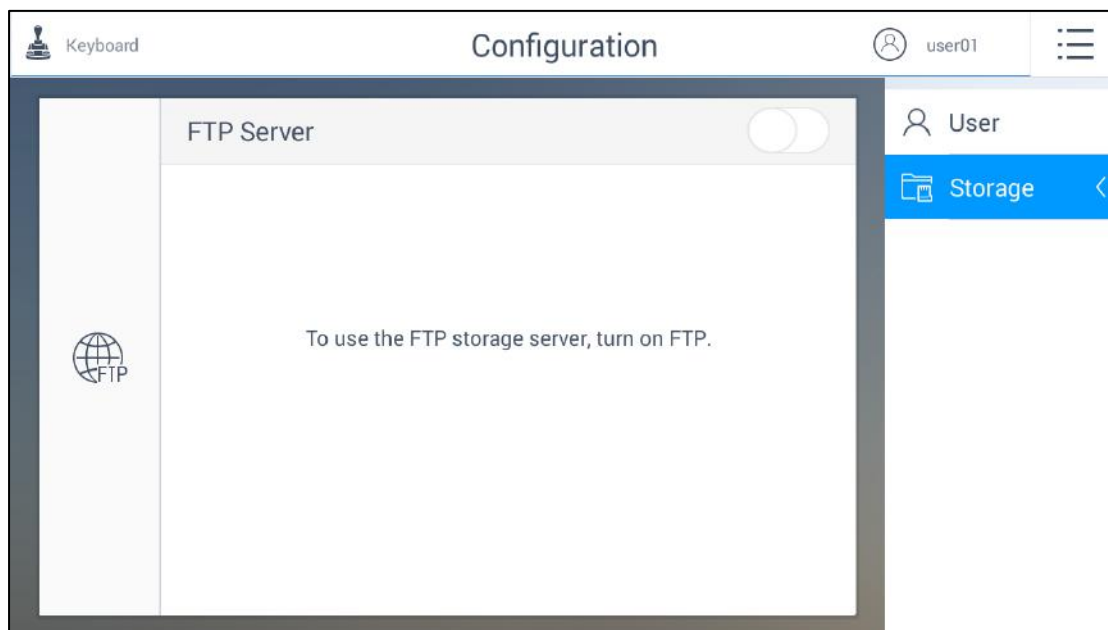 Keyboard
Configuration
user01
FTP Server
User
Storage
To use the FTP storage server, turn on FTP.
FTP